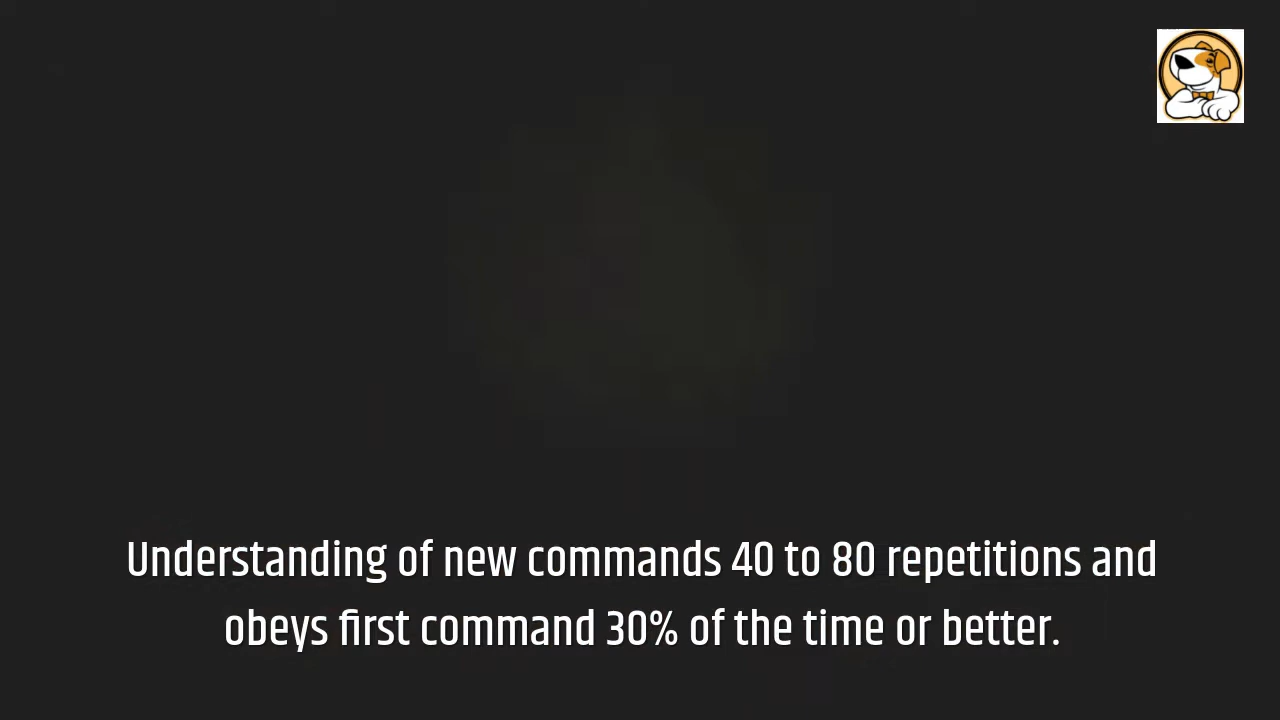 Understanding of new commands 40 to 80 repetitions and
obeys first command 30% of the time or better.